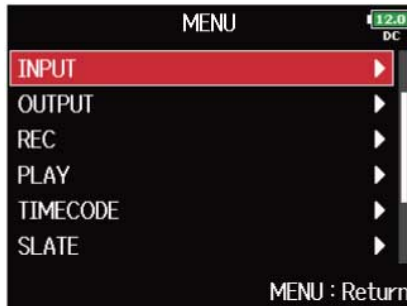 MENU
12.0
DC
INPUT
OUTPUT
REC
PLAY
TIMECODE
SLATE
MENU : Return